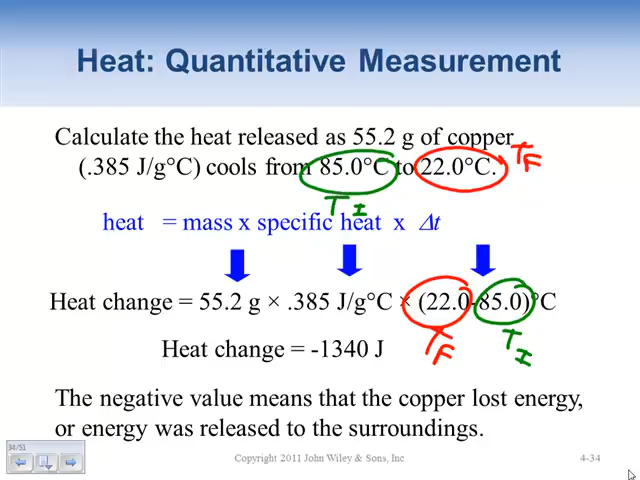 Heat: Quantitative Measurement
Calculate the heat released as 55.2 g of copper
(.385 J/g°C) cools from 85.0°C to 22.0°C. TF
TI
heat = mass x specific heat x Δt
Heat change = 55.2 g × .385 J/g°C × (22.0-85.0)°C
Heat change = -1340 J TF TI
The negative value means that the copper lost energy,
or energy was released to the surroundings.
34/51
Copyright 2011 John Wiley & Sons, Inc 4-34